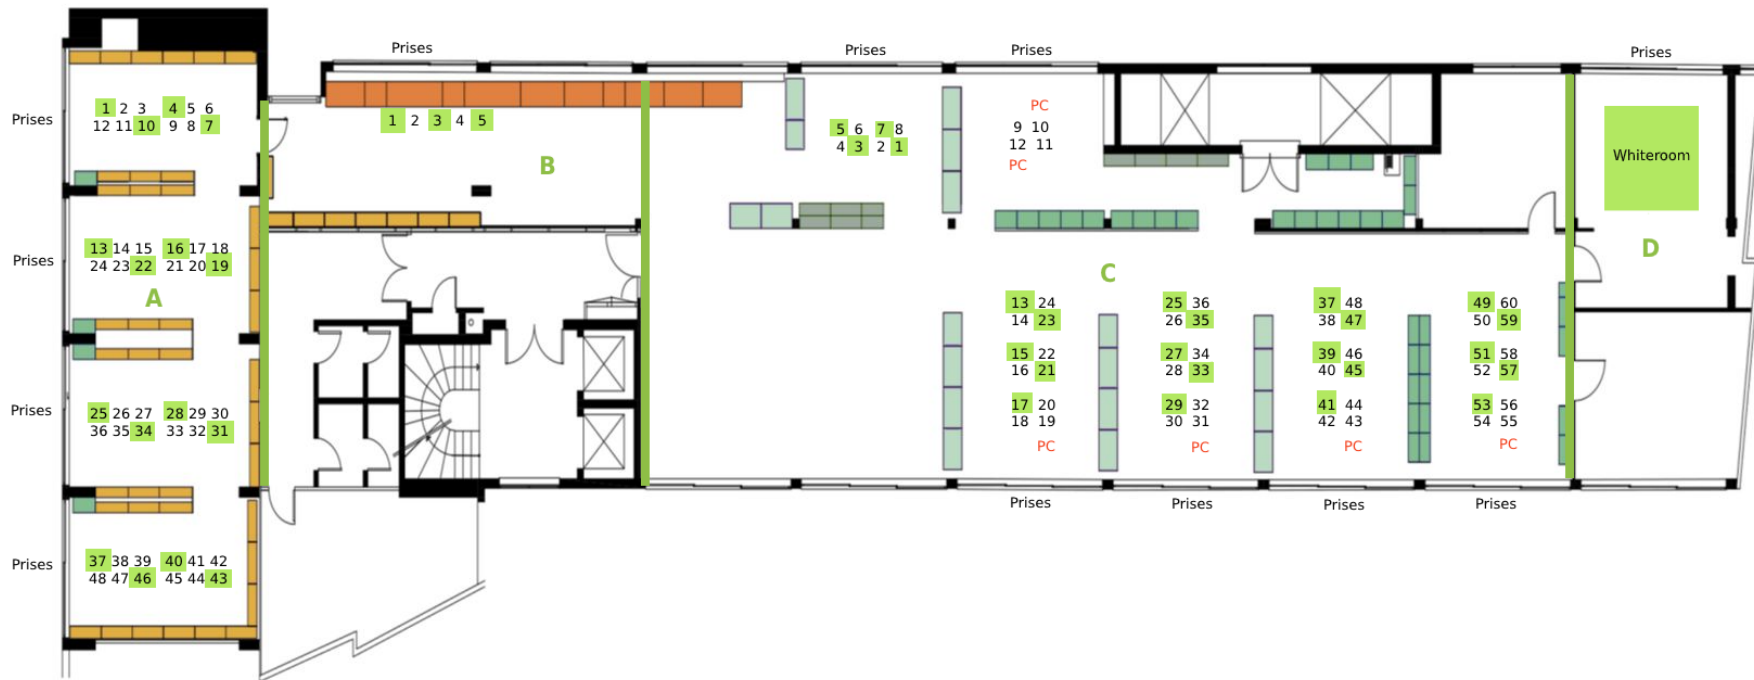 Prises
Prises
Prises
Prises
Prises
1 2 3 4 5 6
12 11 10 9 8 7
Prises
13 14 15 16 17 18
24 23 22 21 20 19
A
Prises
25 26 27 28 29 30
36 35 34 33 32 31
Prises
37 38 39 40 41 42
48 47 46 45 44 43
1 2 3 4 5
B
5 6 7 8
4 3 2 1
PC
9 10
12 11
PC
C
13 24
14 23
15 22
16 21
17 20
18 19
PC
Prises
25 36
26 35
27 34
28 33
29 32
30 31
PC
Prises
37 48
38 47
39 46
40 45
41 44
42 43
PC
Prises
49 60
50 59
51 58
52 57
53 56
54 55
PC
Prises
Whiteroom
D